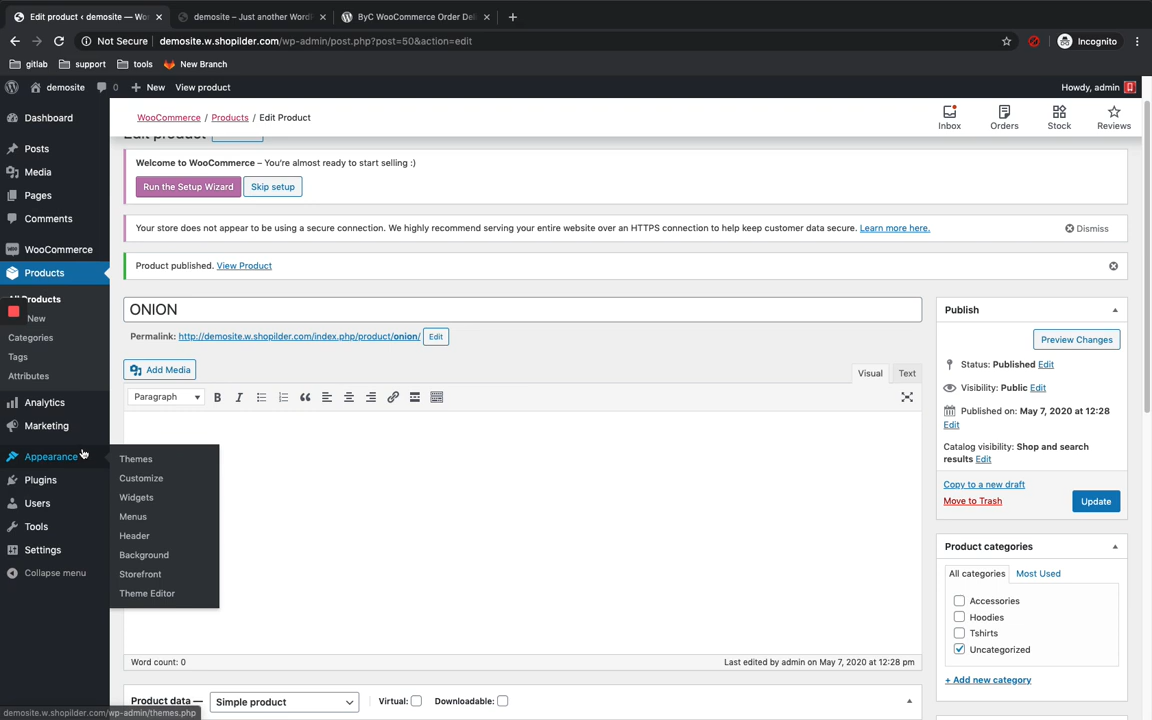 Edit product ‹ demosite — Wo
demosite – Just another Word
ByC WooCommerce Order Del
Not Secure
demosite.w.shopilder.com/wp-admin/post.php?post=50&action=edit
Incognito
gitlab
support
tools
New Branch
demosite
0
New
View product
Howdy, admin
Dashboard
Posts
Media
Pages
Comments
WooCommerce
Products
Products
New
Categories
Tags
Attributes
Analytics
Marketing
Appearance
Plugins
Users
Tools
Settings
Collapse menu
Themes
Customize
Widgets
Menus
Header
Background
Storefront
Theme Editor
WooCommerce / Products / Edit Product
Inbox
Orders
Stock
Reviews
Edit product
Welcome to WooCommerce – You're almost ready to start selling :)
Run the Setup Wizard
Skip setup
Your store does not appear to be using a secure connection. We highly recommend serving your entire website over an HTTPS connection to help keep customer data secure. Learn more here.
Dismiss
Product published. View Product
ONION
Permalink: http://demosite.w.shopilder.com/index.php/product/onion/ Edit
Add Media
Visual
Text
Paragraph
Word count: 0
Last edited by admin on May 7, 2020 at 12:28 pm
Product data — Simple product
Virtual:
Downloadable:
Publish
Preview Changes
Status: Published Edit
Visibility: Public Edit
Published on: May 7, 2020 at 12:28
Edit
Catalog visibility: Shop and search
results Edit
Copy to a new draft
Move to Trash
Update
Product categories
All categories
Most Used
Accessories
Hoodies
Tshirts
Uncategorized
+ Add new category
demosite.w.shopilder.com/wp-admin/themes.php